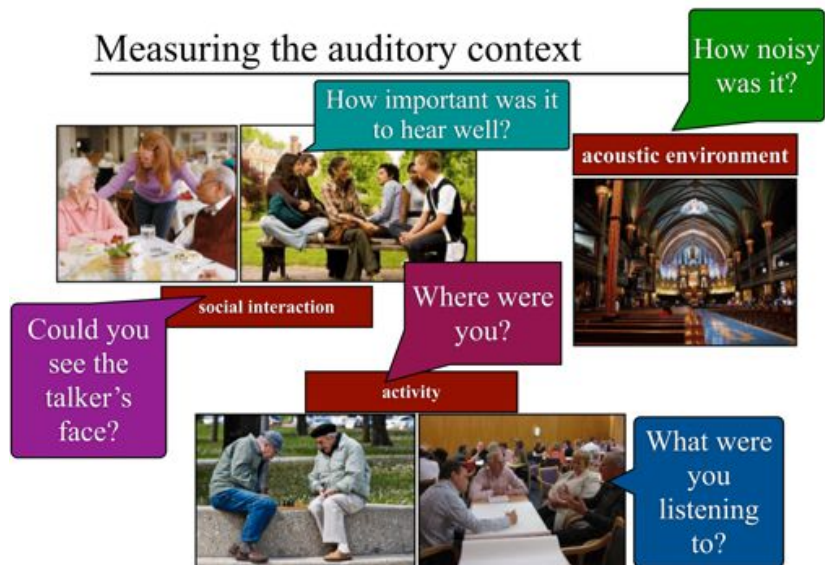 Measuring the auditory context
How noisy
was it?
How important was it
to hear well?
acoustic environment
social interaction
Where were
you?
Could you
see the
talker's
face?
activity
What were
you
listening
to?